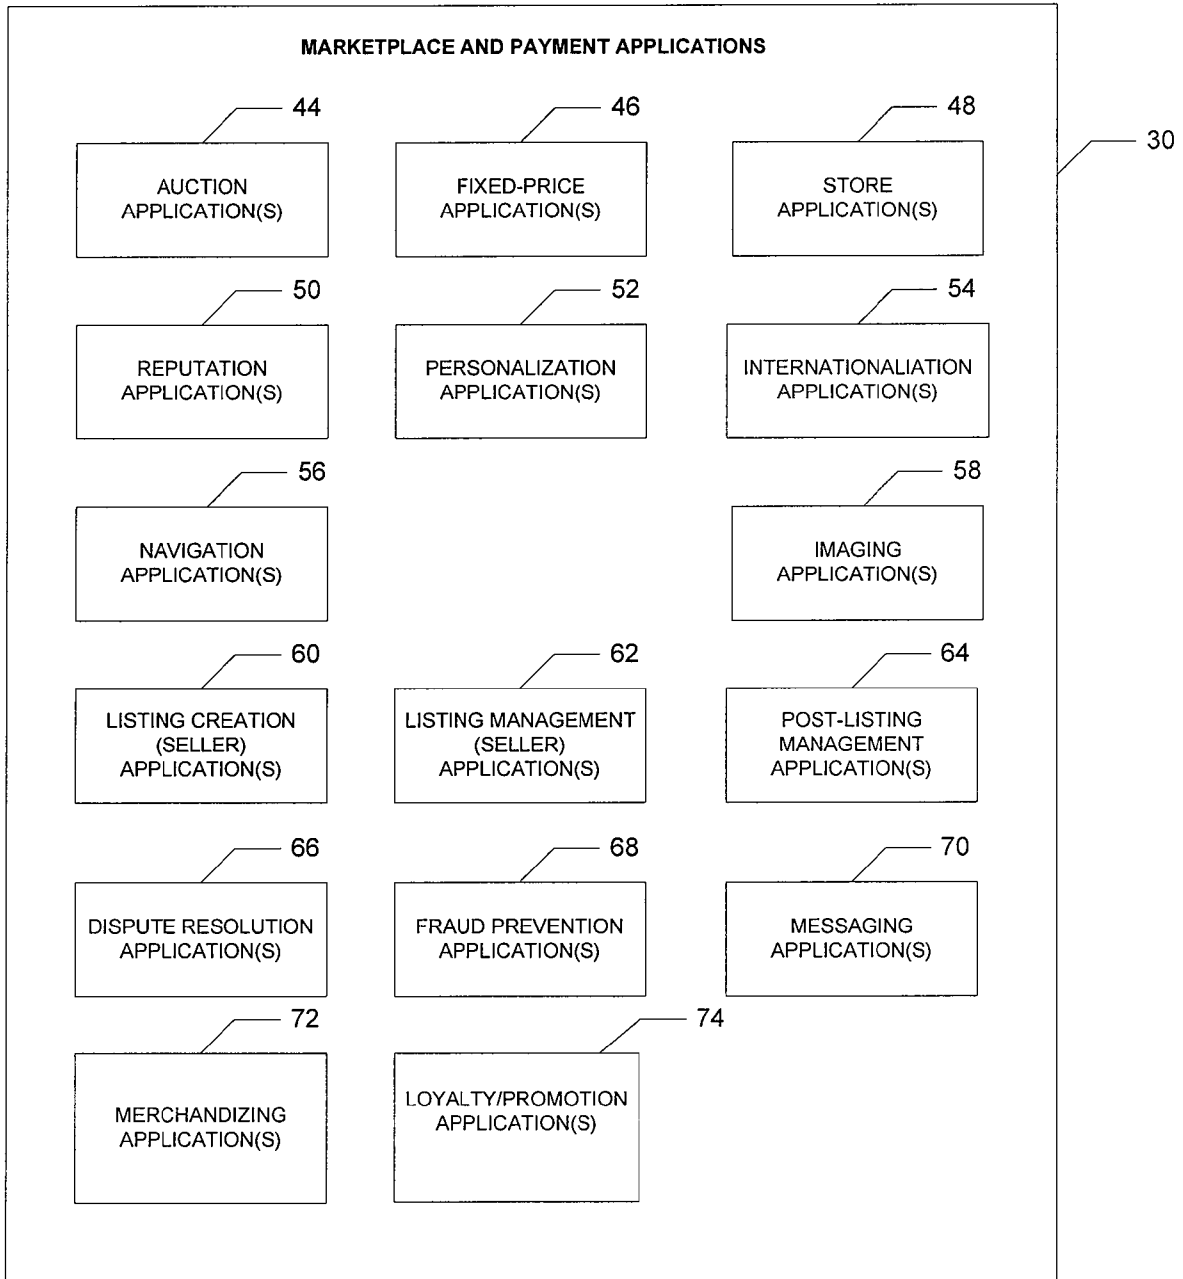 MARKETPLACE AND PAYMENT APPLICATIONS
44
46
48
30
AUCTION
APPLICATION(S)
FIXED-PRICE
APPLICATION(S)
STORE
APPLICATION(S)
50
52
54
REPUTATION
APPLICATION(S)
PERSONALIZATION
APPLICATION(S)
INTERNATIONALIATION
APPLICATION(S)
56
58
NAVIGATION
APPLICATION(S)
IMAGING
APPLICATION(S)
60
62
64
LISTING CREATION
(SELLER)
APPLICATION(S)
LISTING MANAGEMENT
(SELLER)
APPLICATION(S)
POST-LISTING
MANAGEMENT
APPLICATION(S)
66
68
70
DISPUTE RESOLUTION
APPLICATION(S)
FRAUD PREVENTION
APPLICATION(S)
MESSAGING
APPLICATION(S)
72
74
MERCHANDIZING
APPLICATION(S)
LOYALTY/PROMOTION
APPLICATION(S)